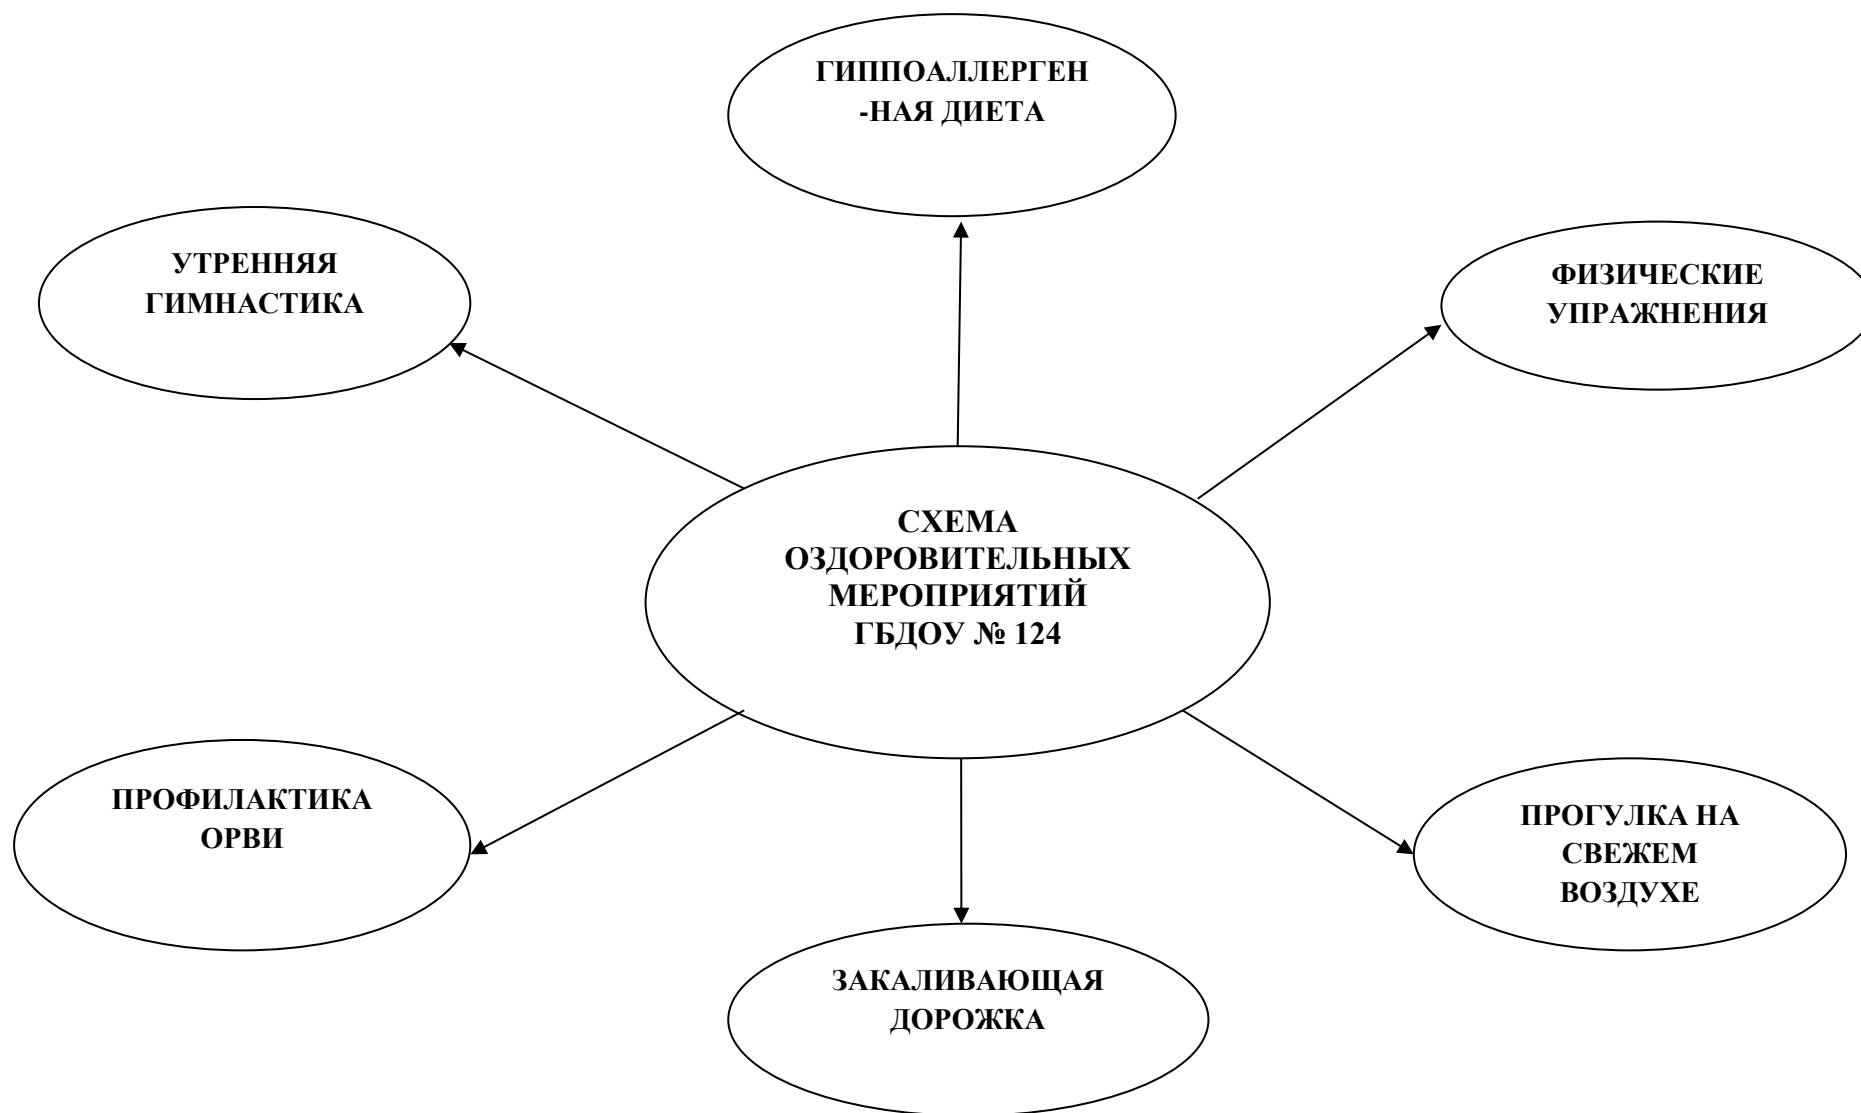 ГИППОАЛЛЕРГЕН
-НАЯ ДИЕТА
УТРЕННЯЯ
ГИМНАСТИКА
ФИЗИЧЕСКИЕ
УПРАЖНЕНИЯ
СХЕМА
ОЗДОРОВИТЕЛЬНЫХ
МЕРОПРИЯТИЙ
ГБДОУ № 124
ПРОФИЛАКТИКА
ОРВИ
ПРОГУЛКА НА
СВЕЖЕМ
ВОЗДУХЕ
ЗАКАЛИВАЮЩАЯ
ДОРОЖКА